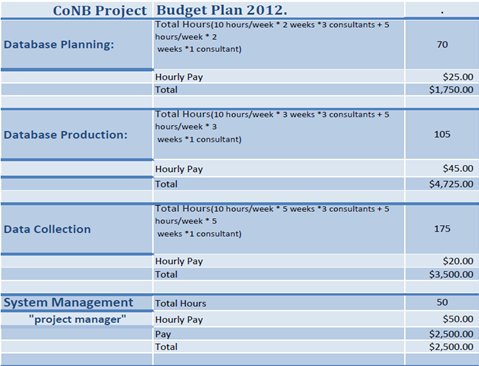 CoNB Project Budget Plan 2012. .
Total Hours(10 hours/week * 2 weeks *3 consultants + 5
hours/week * 2
weeks *1 consultant)
Database Planning: 70
Hourly Pay $25.00
Total $1,750.00
Total Hours(10 hours/week * 3 weeks *3 consultants + 5
hours/week * 3
weeks *1 consultant)
Database Production: 105
Hourly Pay $45.00
Total $4,725.00
Total Hours(10 hours/week * 5 weeks *3 consultants + 5
hours/week * 5
weeks *1 consultant)
Data Collection 175
Hourly Pay $20.00
Total $3,500.00
System Management Total Hours 50
"project manager" Hourly Pay $50.00
Pay $2,500.00
Total $2,500.00